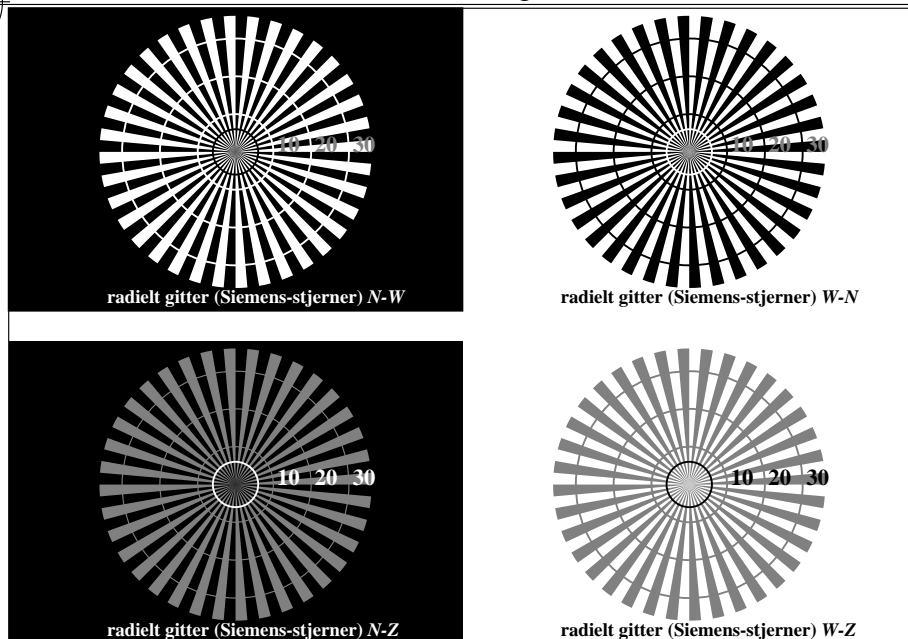 10 20 30
radielt gitter (Siemens-stjerner) N-W
10 20 30
radielt gitter (Siemens-stjerner) W-N
10 20 30
radielt gitter (Siemens-stjerner) N-Z
10 20 30
radielt gitter (Siemens-stjerner) W-Z